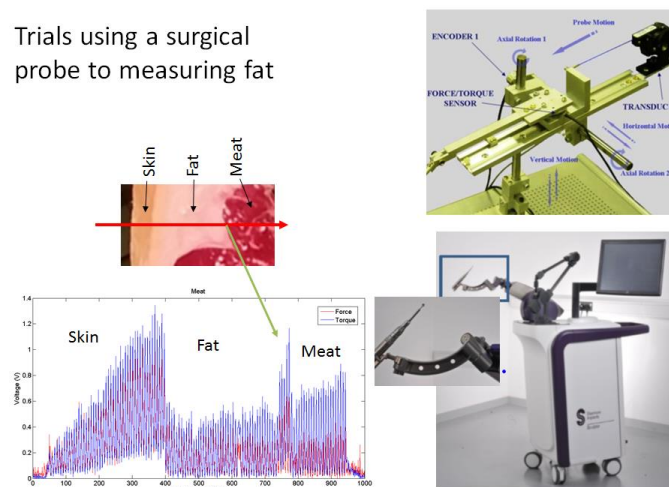 Trials using a surgical
probe to measuring fat
Skin
Fat
Meat
Probe Motion
Axial Rotation 1
ENCODER 1
FORCE/TORQUE
SENSOR
TRANSDUC
Horizontal Mot
Vertical Motion
Axial Rotation 2
Meat
Force
Torque
Skin
Fat
Meat
Voltage (V)
1.4
1.2
1
0.8
0.6
0.4
0.2
0
0 100 200 300 400 500 600 700 800 900 1000